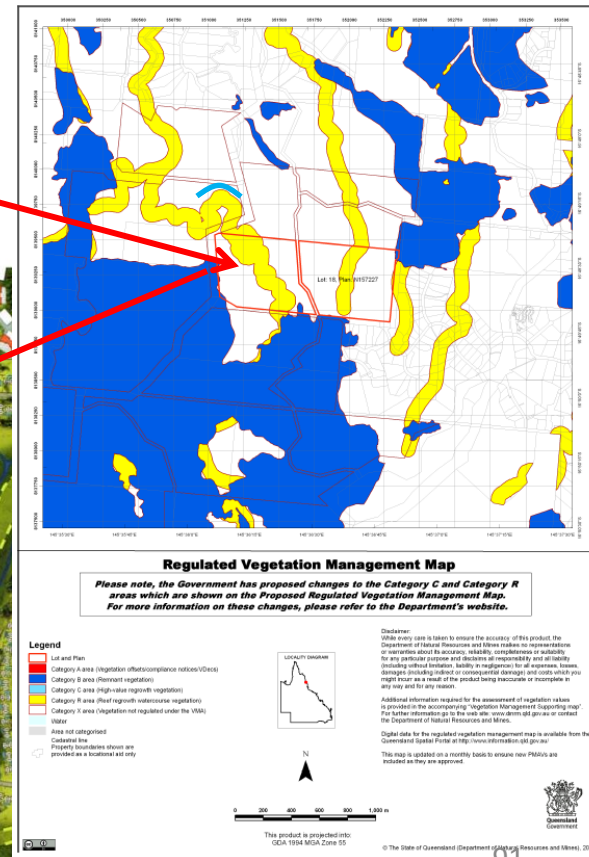 Lot: 18, Plan: N157227
Regulated Vegetation Management Map
Please note, the Government has proposed changes to the Category C and Category R
areas which are shown on the Proposed Regulated Vegetation Management Map.
For more information on these changes, please refer to the Department's website.
Legend
Lot and Plan
Category A area (Vegetation offsets/compliance notices/VDecs)
Category B area (Remnant vegetation)
Category C area (High-value regrowth vegetation)
Category R area (Reef regrowth watercourse vegetation)
Category X area (Vegetation not regulated under the VMA)
Water
Area not categorised
Cadastral line
Property boundaries shown are
provided as a locational aid only
LOCALITY DIAGRAM
N
0 200 400 600 800 1,000 m
This product is projected into:
GDA 1994 MGA Zone 55
Disclaimer:
While every care is taken to ensure the accuracy of this product, the
Department of Natural Resources and Mines makes no representations
or warranties about its accuracy, reliability, completeness or suitability
for any particular purpose and disclaims all responsibility and all liability
(including without limitation, liability in negligence) for all expenses, losses,
damages (including indirect or consequential damage) and costs which you
might incur as a result of the product being inaccurate or incomplete in
any way and for any reason.
Additional information required for the assessment of vegetation values
is provided in the accompanying "Vegetation Management Supporting map".
For further information go to the web site: www.dnrm.qld.gov.au or contact
the Department of Natural Resources and Mines.
Digital data for the regulated vegetation management map is available from the
Queensland Spatial Portal at http://www.information.qld.gov.au/
This map is updated on a monthly basis to ensure new PMAVs are
included as they are approved.
Queensland
Government
© The State of Queensland (Department of Natural Resources and Mines), 20
91